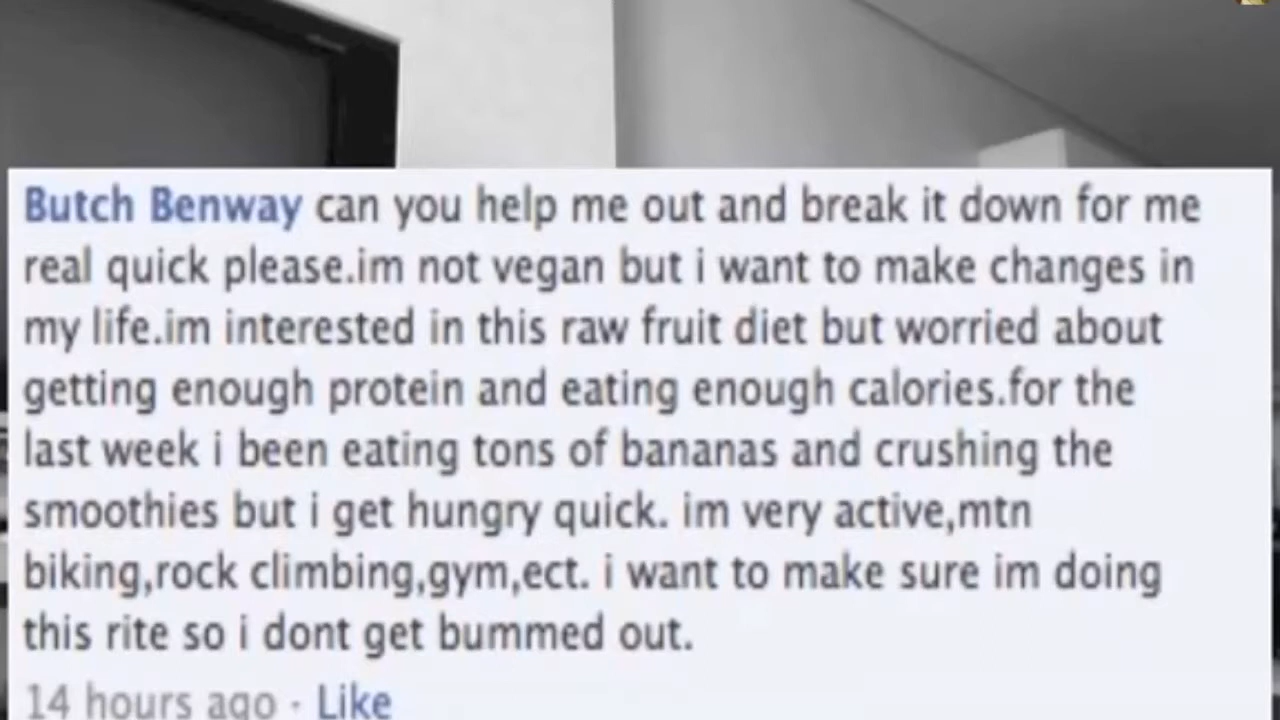 Butch Benway can you help me out and break it down for me
real quick please.im not vegan but i want to make changes in
my life.im interested in this raw fruit diet but worried about
getting enough protein and eating enough calories.for the
last week i been eating tons of bananas and crushing the
smoothies but i get hungry quick. im very active,mtn
biking,rock climbing,gym,ect. i want to make sure im doing
this rite so i dont get bummed out.
14 hours ago · Like